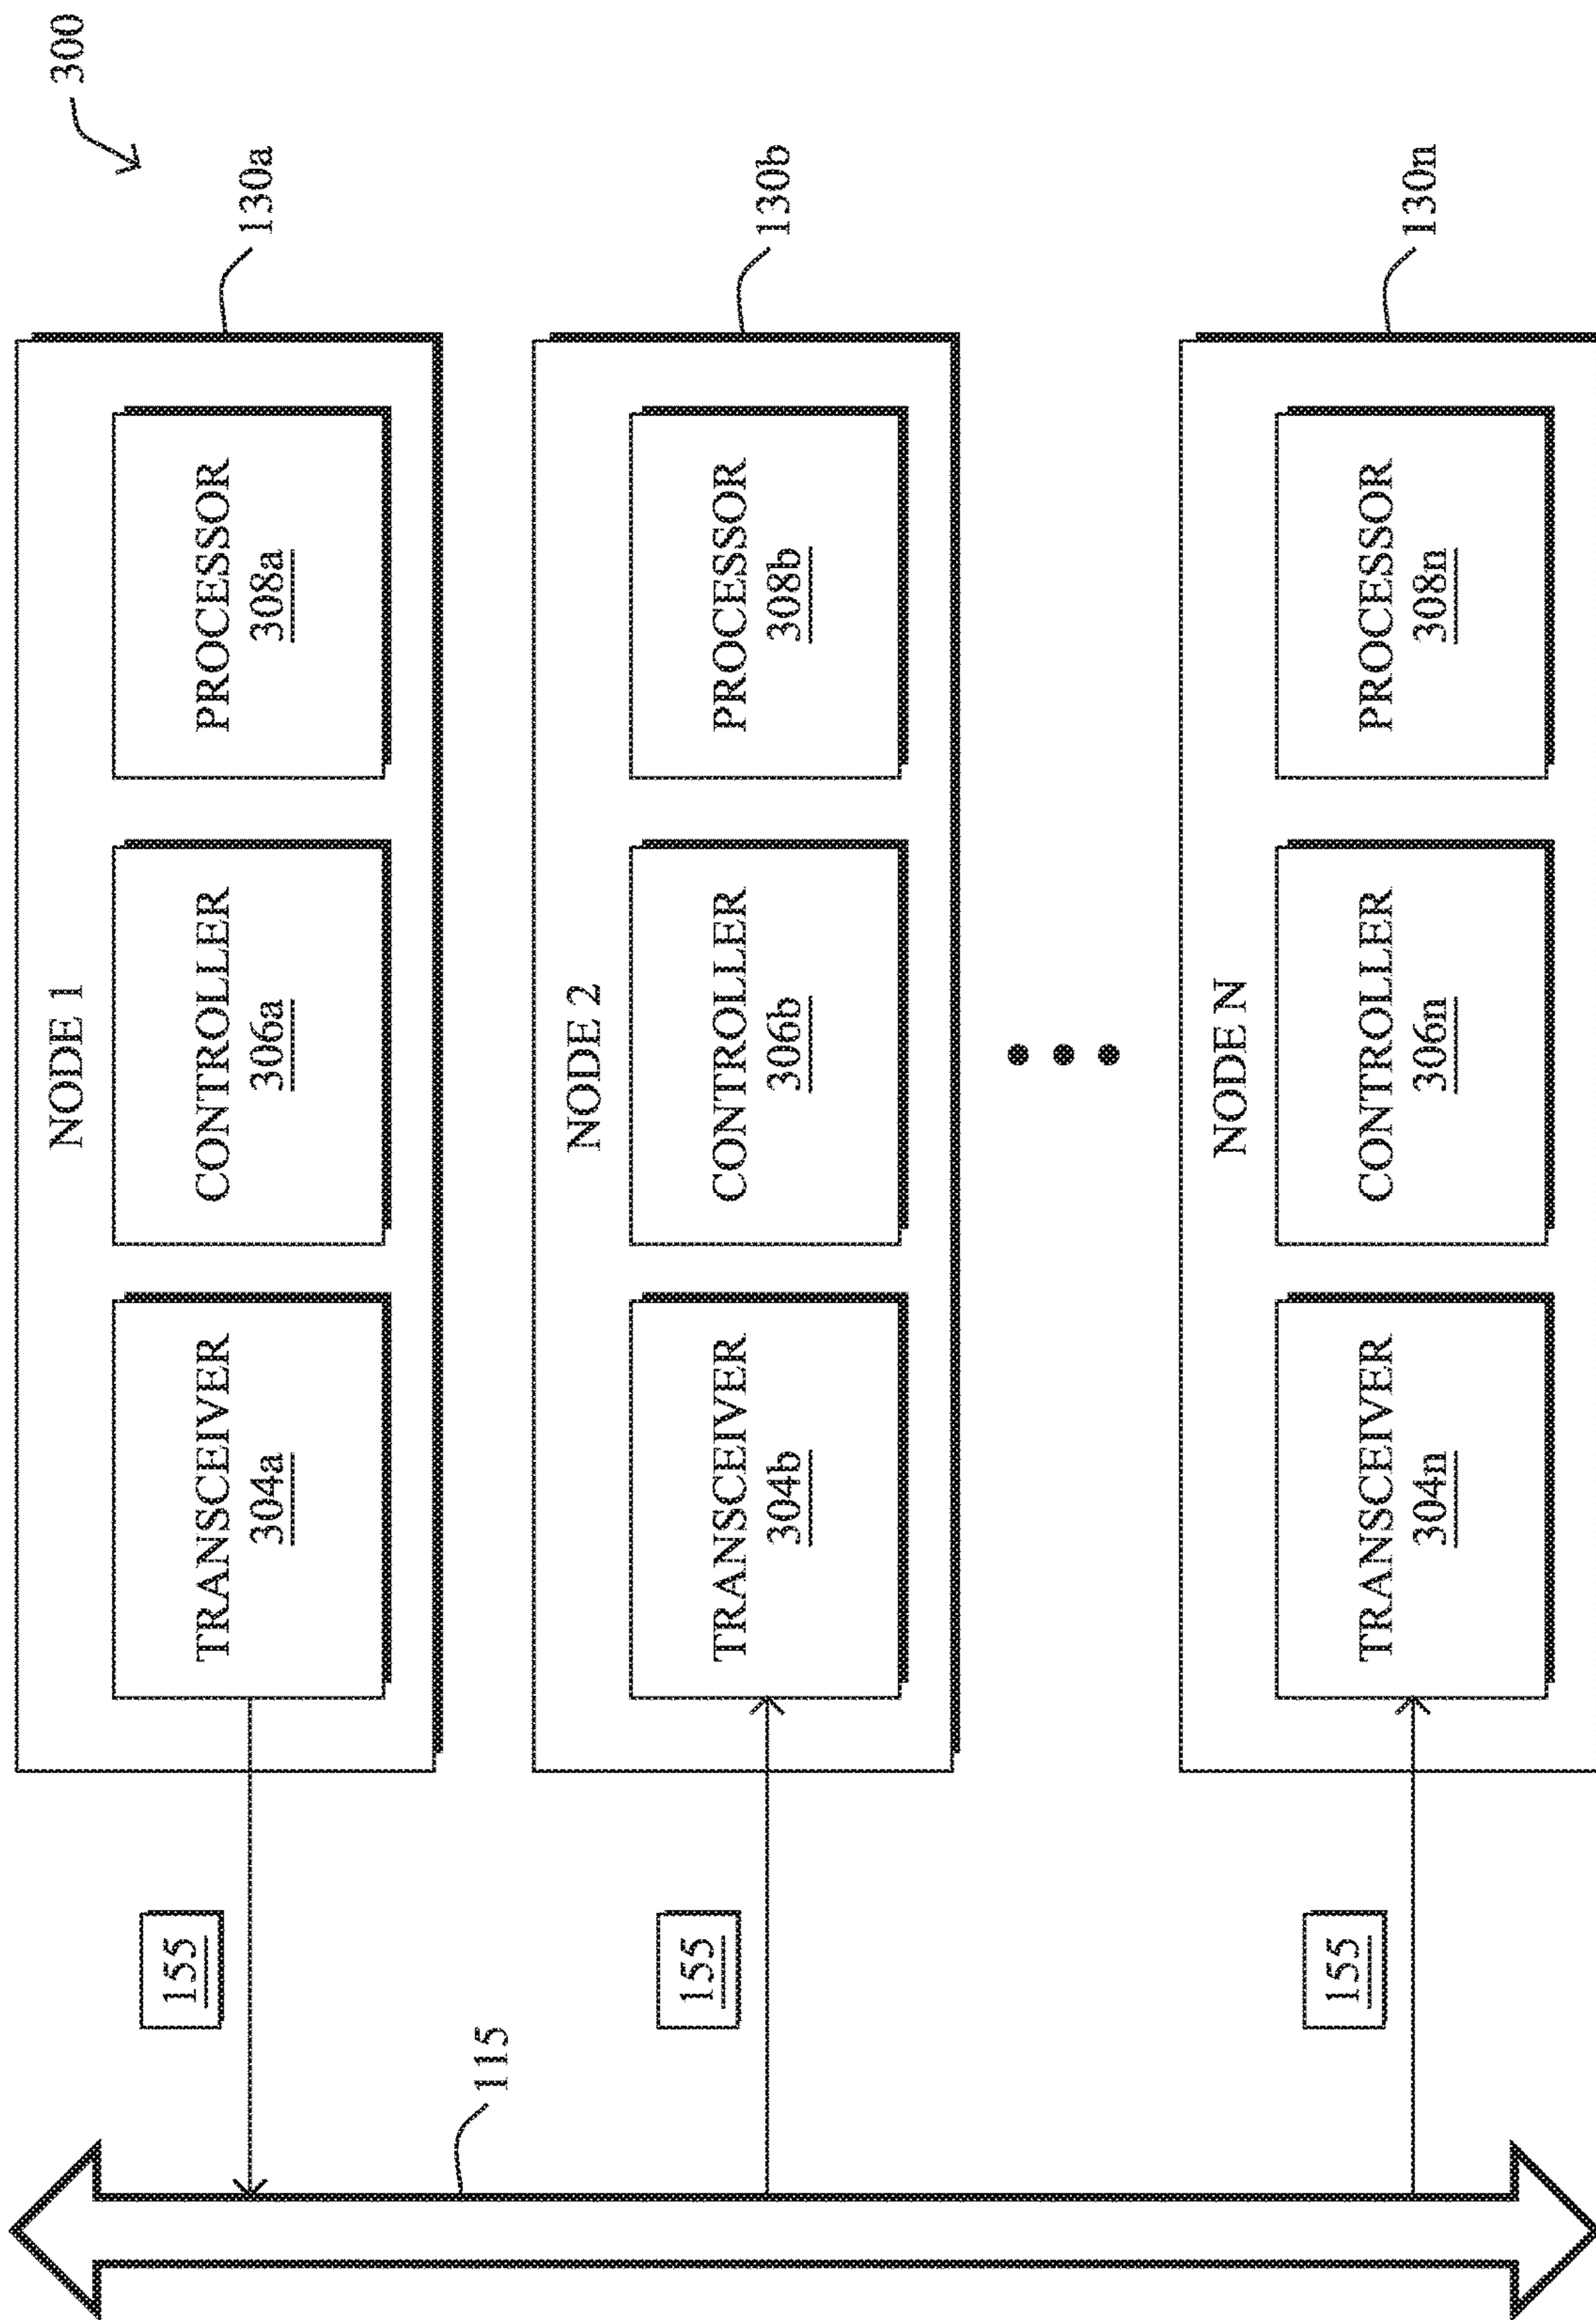 300
NODE 1
130a
TRANSCEIVER
304a
CONTROLLER
306a
PROCESSOR
308a
155
115
NODE 2
130b
TRANSCEIVER
304b
CONTROLLER
306b
PROCESSOR
308b
155
NODE N
130n
TRANSCEIVER
304n
CONTROLLER
306n
PROCESSOR
308n
155